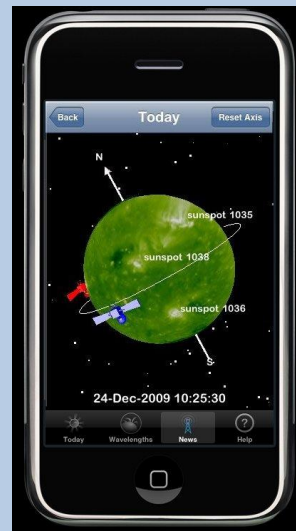 Back Today Reset Axis
N
sunspot 1035
sunspot 1038
sunspot 1036
S
24-Dec-2009 10:25:30
Today Wavelengths News Help
?